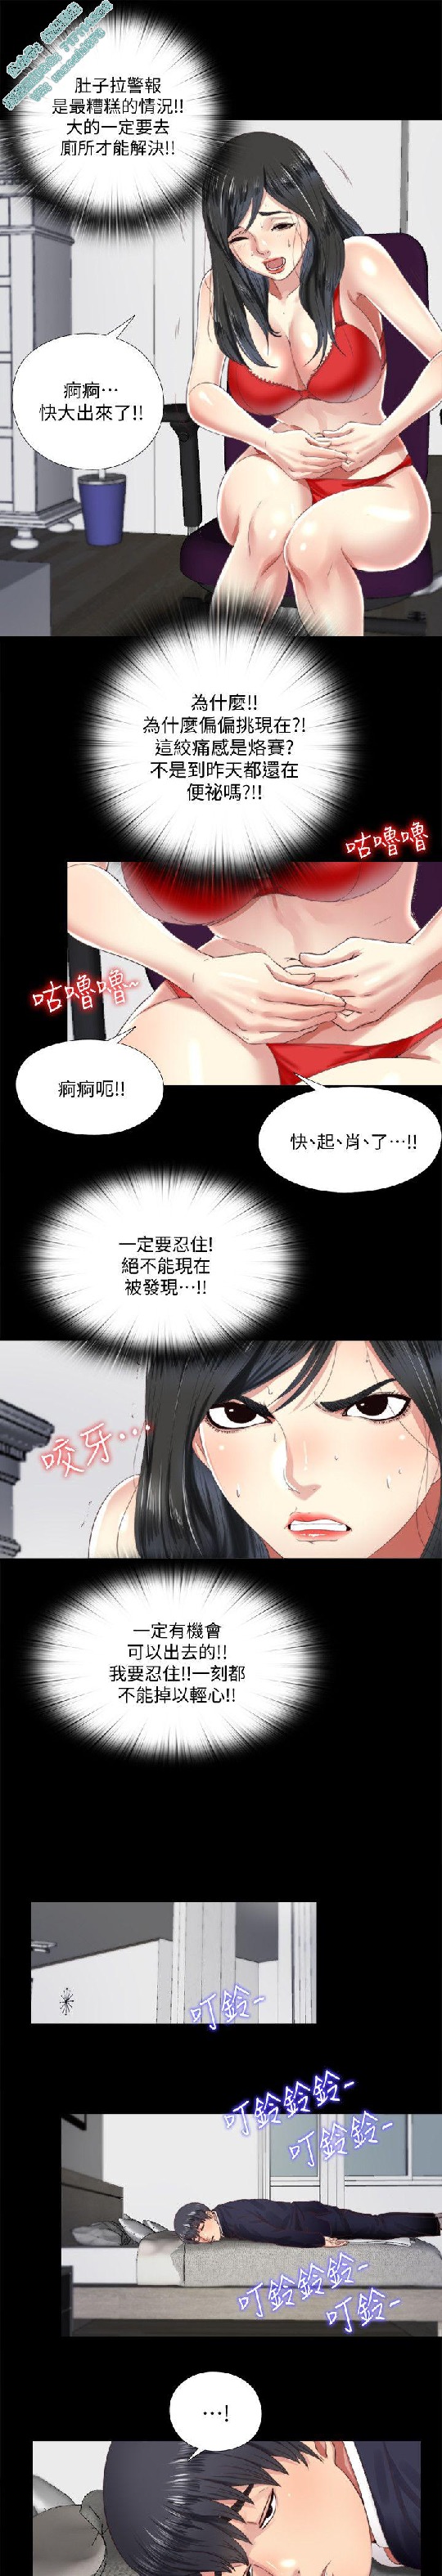 肚子拉警報
是最糟糕的情況!!
大的一定要去
廁所才能解決!!
痾痾…
快大出來了!!
為什麼!!
為什麼偏偏挑現在?!
這絞痛感是烙賽?
不是到昨天都還在
便祕嗎?!!
咕嚕嚕
咕嚕嚕~
痾痾呃!!
快、起、肖、了…!!
一定要忍住!
絕不能現在
被發現…!!
咬牙…
一定有機會
可以出去的!!
我要忍住!!一刻都
不能掉以輕心!!
叮鈴~
叮鈴鈴鈴~
叮鈴鈴~
叮鈴鈴鈴~
叮鈴~
…!